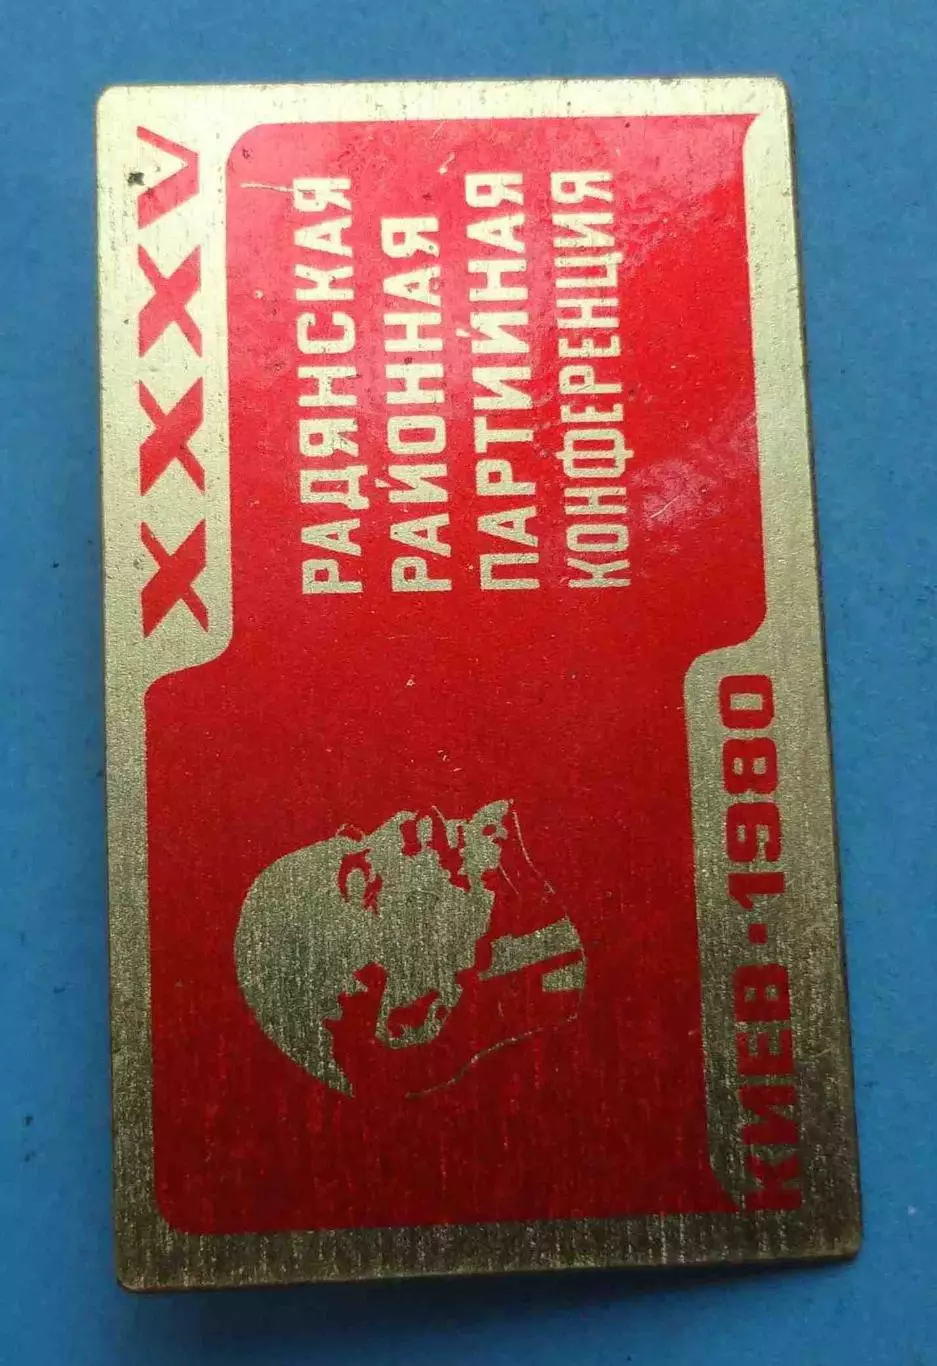 XXXV
РАДЯНСКАЯ
РАЙОННАЯ
ПАРТИЙНАЯ
КОНФЕРЕНЦИЯ
КИЕВ·1980